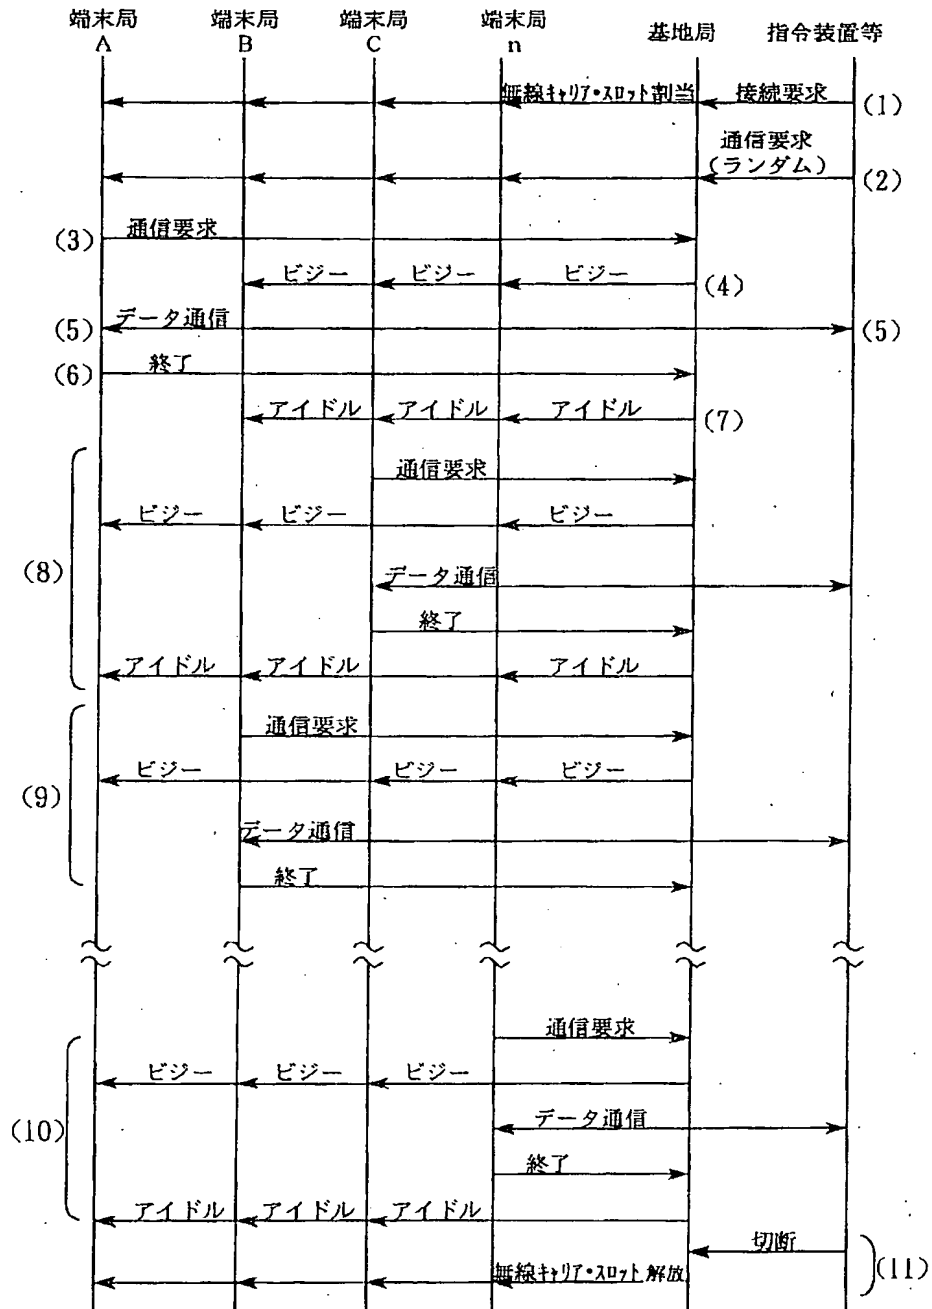 端末局 端末局 端末局 端末局 基地局 指令装置等
A B C n
無線キャリア・スロット割当 接続要求 (1)
通信要求
(ランダム) (2)
(3) 通信要求
ビジー ビジー ビジー (4)
(5) データ通信 (5)
(6) 終了
アイドル アイドル アイドル (7)
通信要求
ビジー ビジー ビジー
(8) データ通信
終了
アイドル アイドル アイドル
通信要求
ビジー ビジー ビジー
(9)
データ通信
終了
通信要求
ビジー ビジー ビジー
(10) データ通信
終了
アイドル アイドル アイドル
切断
無線キャリア・スロット解放 (11)